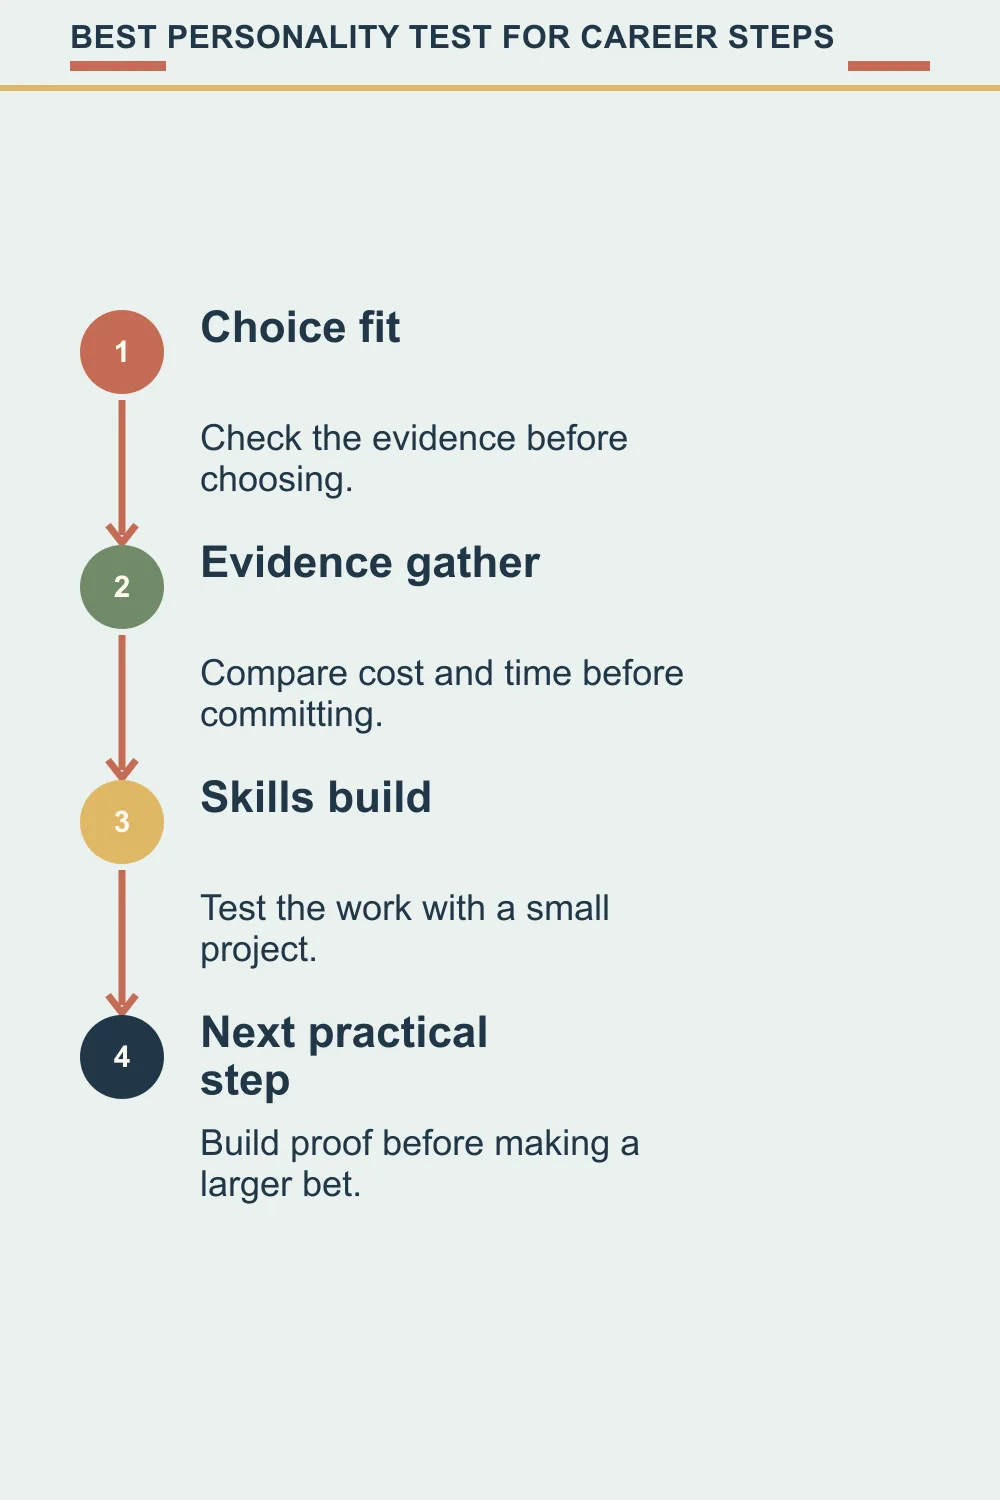 BEST PERSONALITY TEST FOR CAREER STEPS
1
Choice fit
Check the evidence before
choosing.
2
Evidence gather
Compare cost and time before
committing.
3
Skills build
Test the work with a small
project.
4
Next practical
step
Build proof before making a
larger bet.